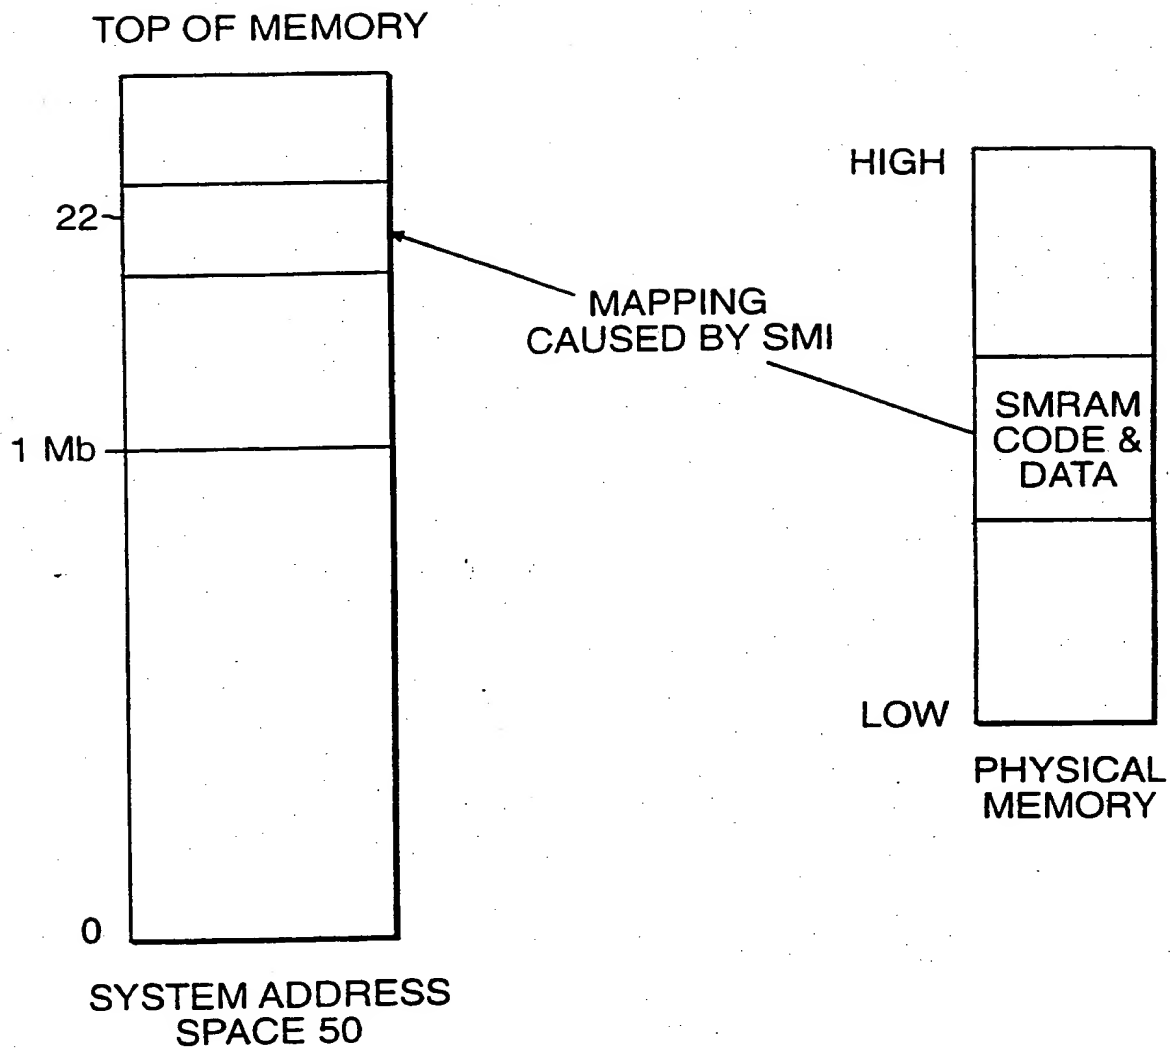 TOP OF MEMORY
22
1 Mb
0
SYSTEM ADDRESS
SPACE 50
MAPPING
CAUSED BY SMI
HIGH
SMRAM
CODE &
DATA
LOW
PHYSICAL
MEMORY